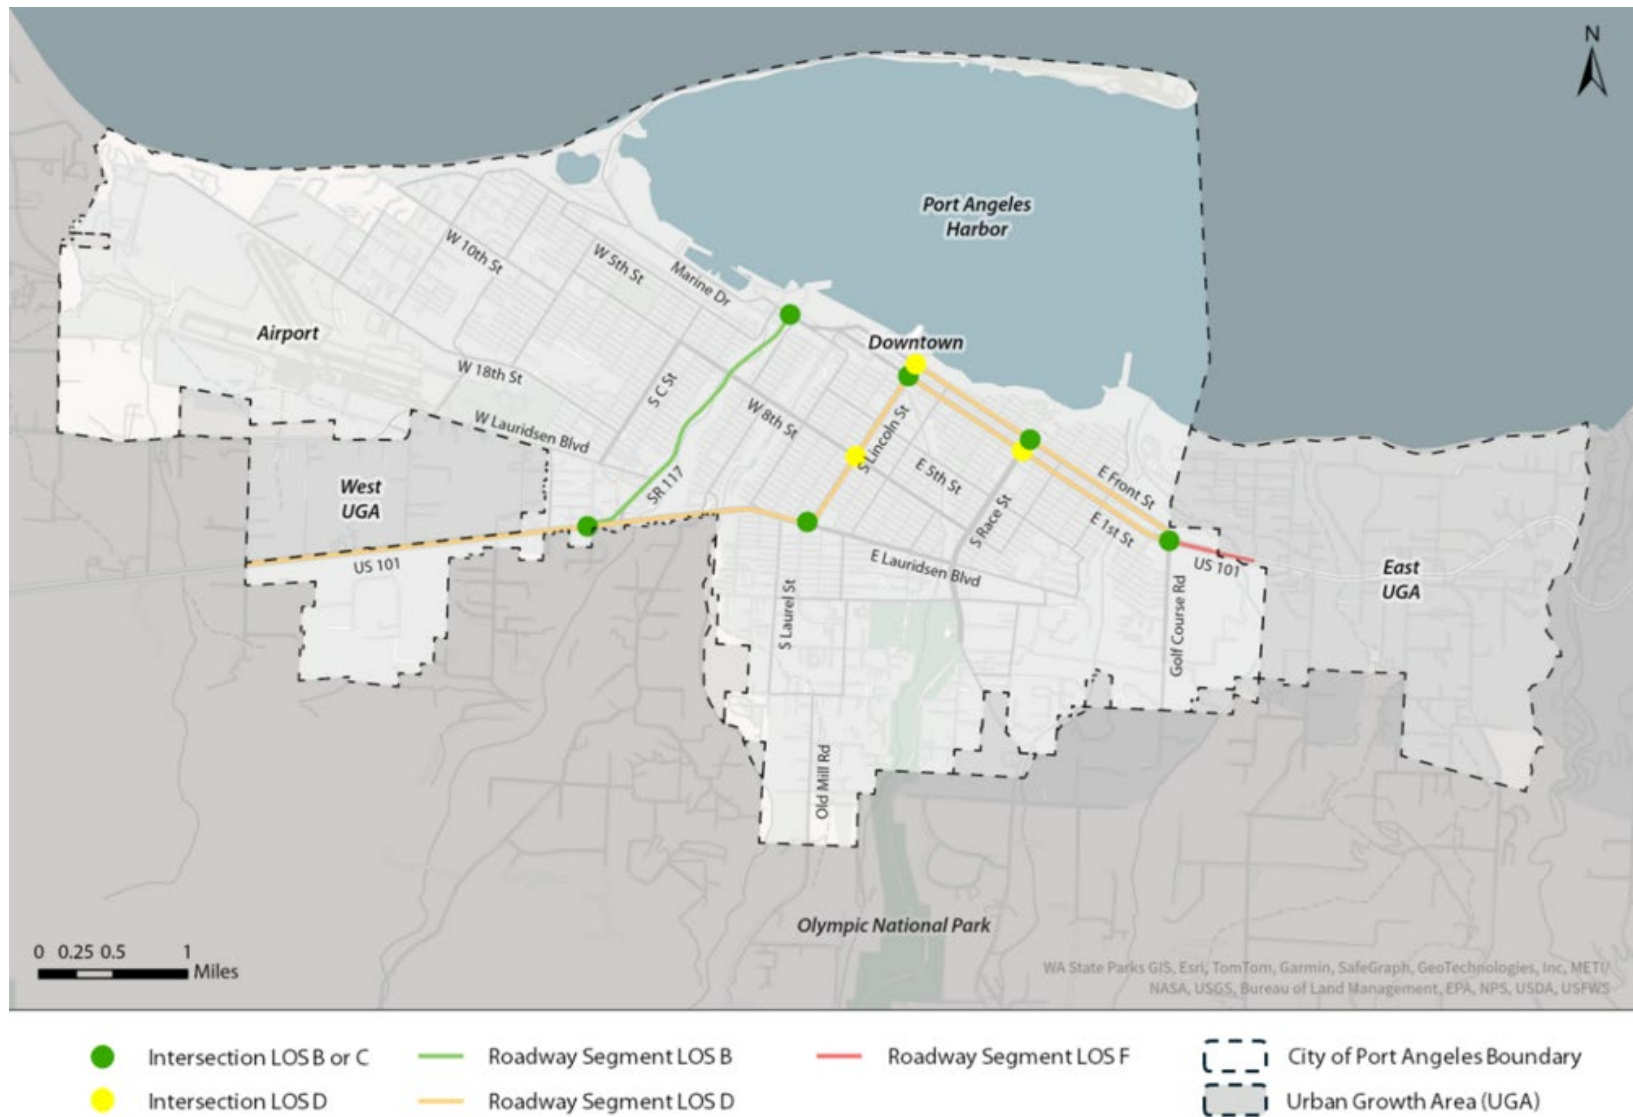 N
Port Angeles
Harbor
W 10th St
W 5th St
Marine Dr
Airport
Downtown
W 18th St
S C St
W Lauridsen Blvd
W 8th St
S Lincoln St
E 5th St
E Front St
West
UGA
SR 117
S Race St
E 1st St
US 101
E Lauridsen Blvd
US 101
East
UGA
S Laurel St
Golf Course Rd
Old Mill Rd
Olympic National Park
0 0.25 0.5 1
Miles
WA State Parks GIS, Esri, TomTom, Garmin, SafeGraph, GeoTechnologies, Inc, METI/
NASA, USGS, Bureau of Land Management, EPA, NPS, USDA, USFWS
Intersection LOS B or C
Roadway Segment LOS B
Roadway Segment LOS F
City of Port Angeles Boundary
Intersection LOS D
Roadway Segment LOS D
Urban Growth Area (UGA)